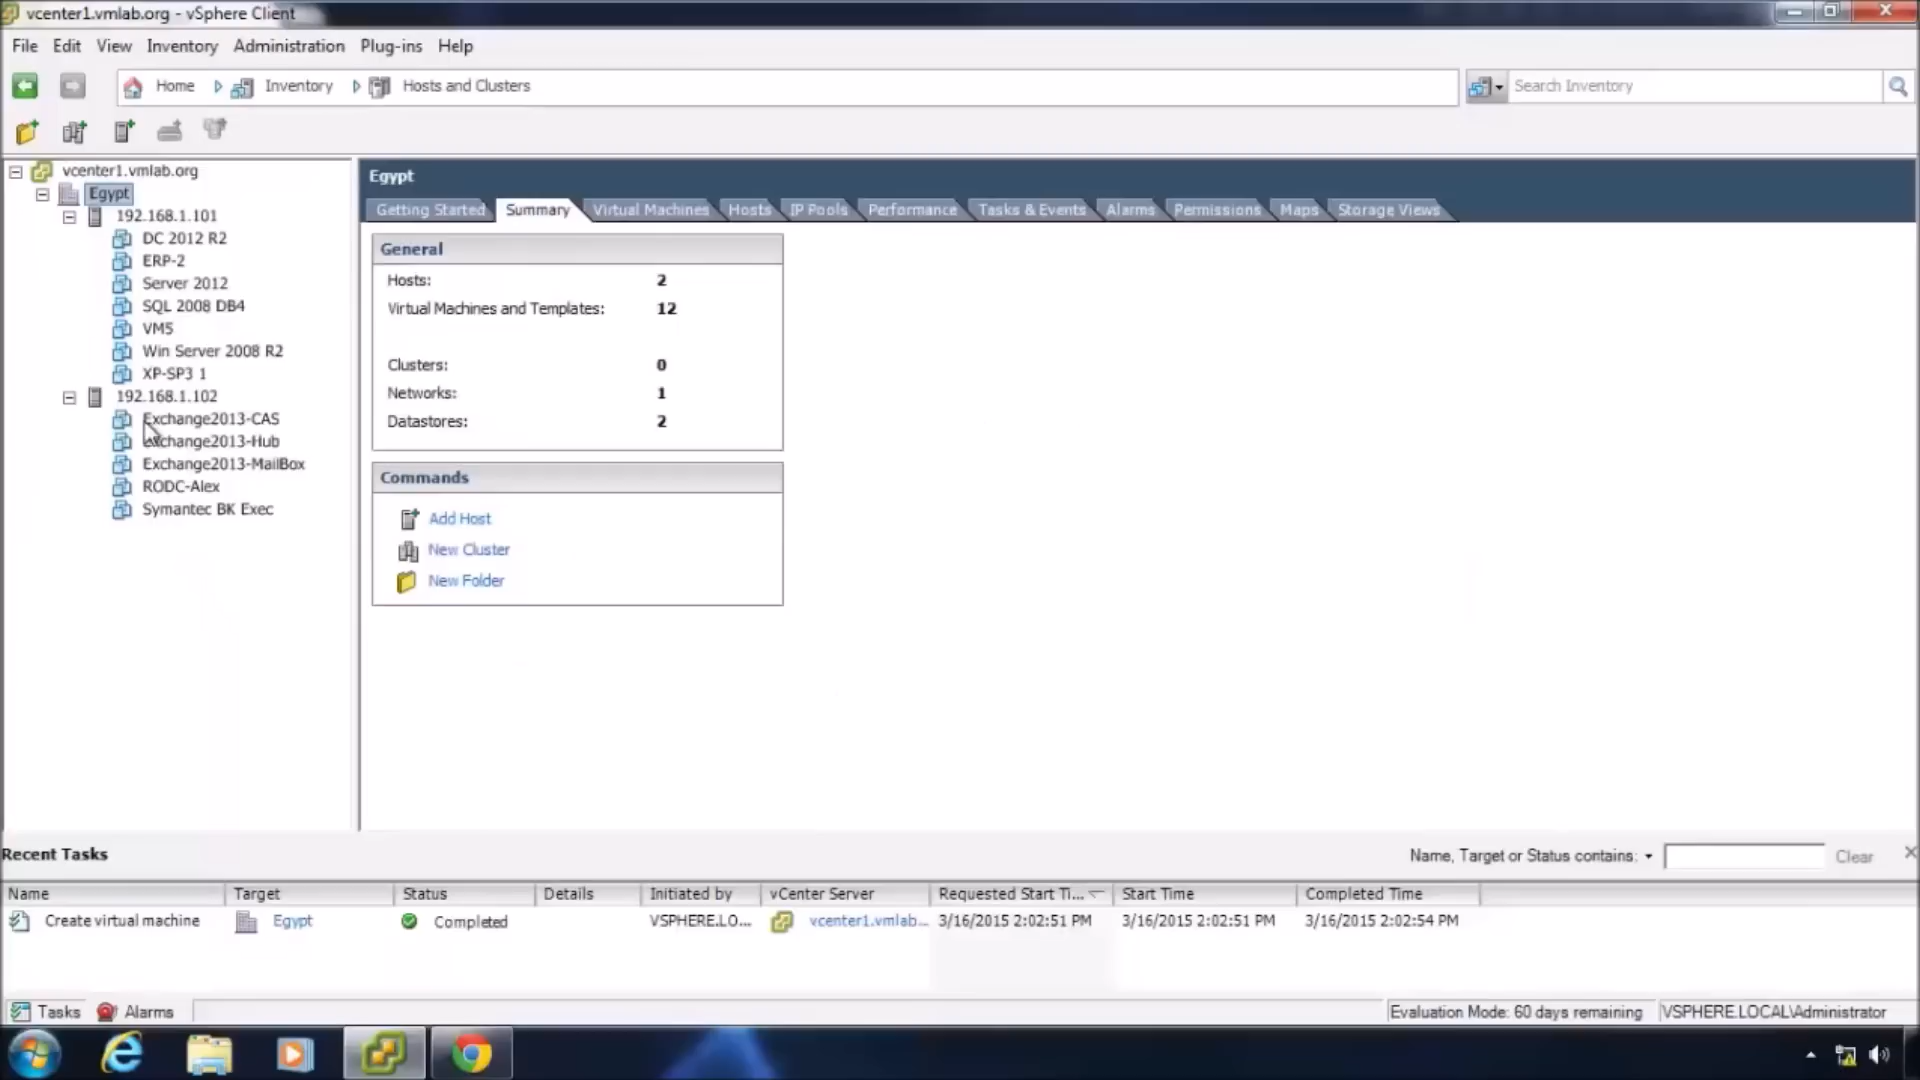 vcenter1.vmlab.org - vSphere Client
File Edit View Inventory Administration Plug-ins Help
Home Inventory Hosts and Clusters
Search Inventory
vcenter1.vmlab.org
Egypt
192.168.1.101
DC 2012 R2
ERP-2
Server 2012
SQL 2008 DB4
VM5
Win Server 2008 R2
XP-SP3 1
192.168.1.102
Exchange2013-CAS
Exchange2013-Hub
Exchange2013-MailBox
RODC-Alex
Symantec BK Exec
Egypt
Getting Started Summary Virtual Machines Hosts IP Pools Performance Tasks & Events Alarms Permissions Maps Storage Views
General
Hosts: 2
Virtual Machines and Templates: 12
Clusters: 0
Networks: 1
Datastores: 2
Commands
Add Host
New Cluster
New Folder
Recent Tasks
Name, Target or Status contains: Clear
Name Target Status Details Initiated by vCenter Server Requested Start Ti... Start Time Completed Time
Create virtual machine Egypt Completed VSPHERE.LO... vcenter1.vmlab... 3/16/2015 2:02:51 PM 3/16/2015 2:02:51 PM 3/16/2015 2:02:54 PM
Tasks Alarms Evaluation Mode: 60 days remaining VSPHERE.LOCAL\Administrator